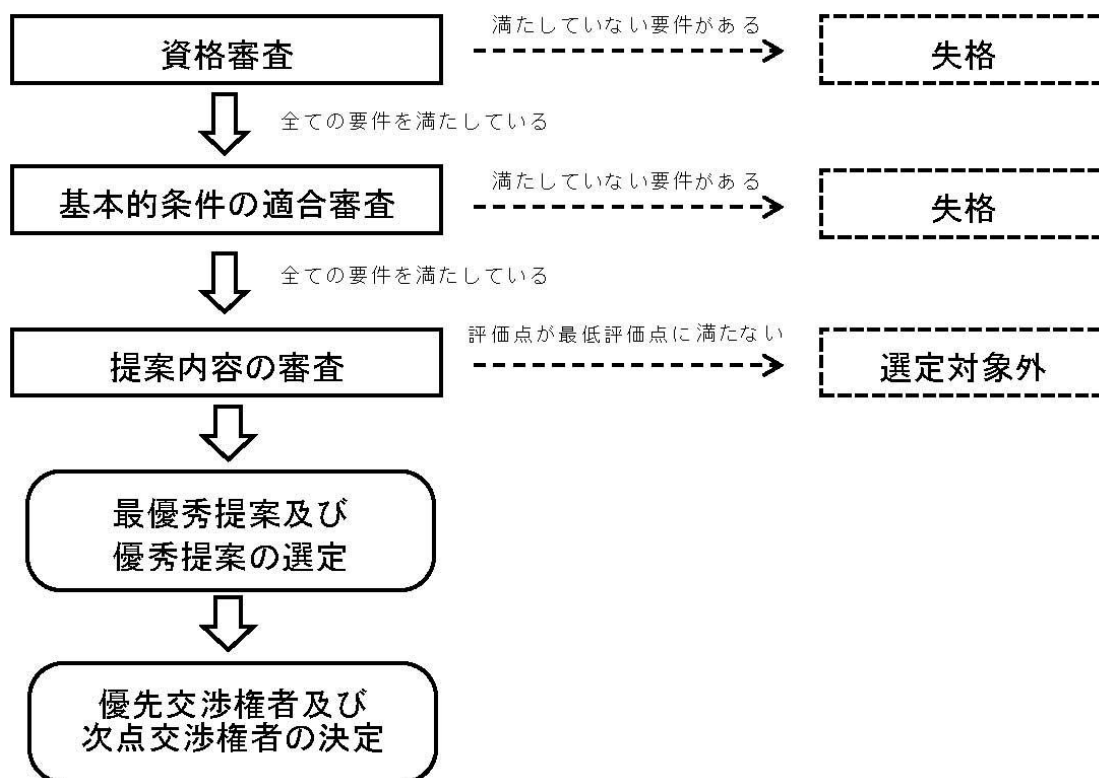 資格審査
満たしていない要件がある
失格
全ての要件を満たしている
基本的条件の適合審査
満たしていない要件がある
失格
全ての要件を満たしている
提案内容の審査
評価点が最低評価点に満たない
選定対象外
最優秀提案及び
優秀提案の選定
優先交渉権者及び
次点交渉権者の決定